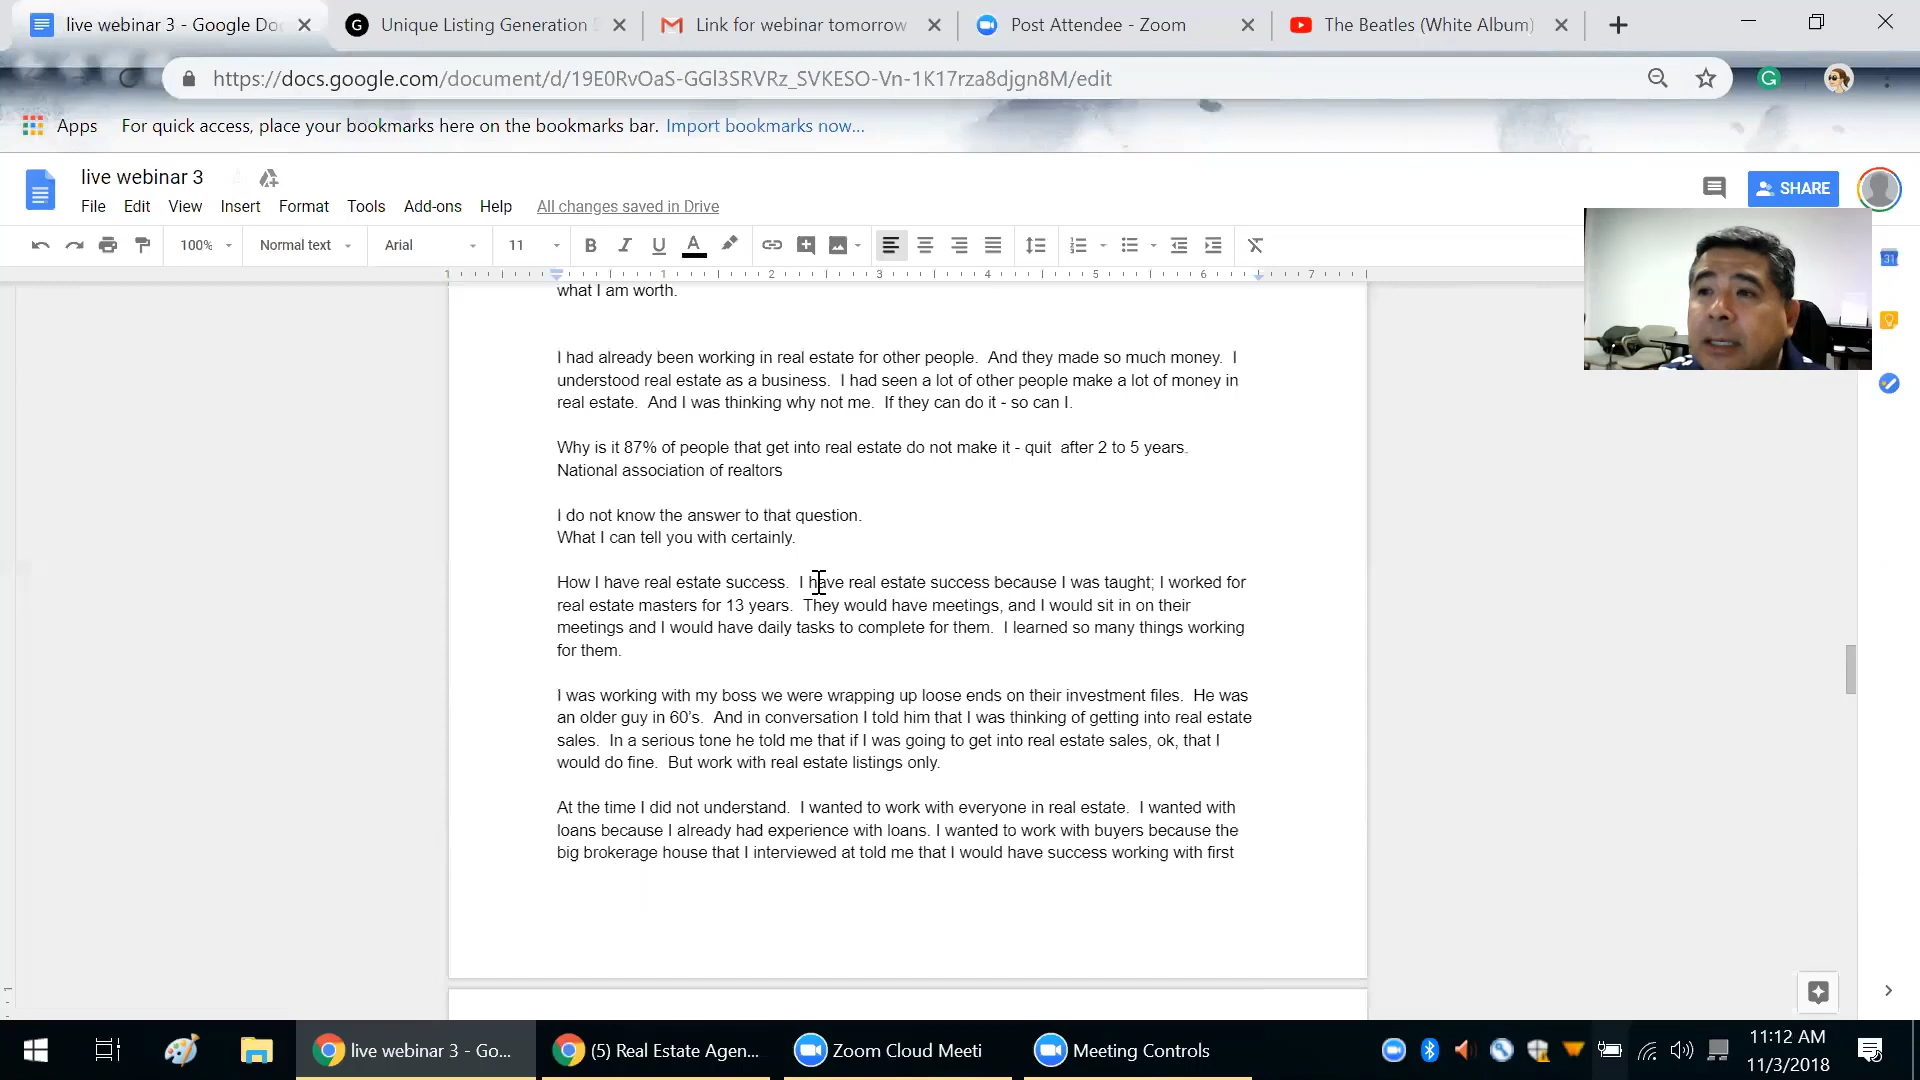 live webinar 3 - Google Do
Unique Listing Generation
Link for webinar tomorrow
Post Attendee - Zoom
The Beatles (White Album)
https://docs.google.com/document/d/19E0RvOaS-GGl3SRVRz_SVKESO-Vn-1K17rza8djgn8M/edit
Apps For quick access, place your bookmarks here on the bookmarks bar. Import bookmarks now...
live webinar 3
SHARE
File Edit View Insert Format Tools Add-ons Help All changes saved in Drive
100% Normal text Arial 11
1 1 2 3 4 5 6 7
31
what I am worth.
I had already been working in real estate for other people. And they made so much money. I
understood real estate as a business. I had seen a lot of other people make a lot of money in
real estate. And I was thinking why not me. If they can do it - so can I.
Why is it 87% of people that get into real estate do not make it - quit after 2 to 5 years.
National association of realtors
I do not know the answer to that question.
What I can tell you with certainly.
How I have real estate success. I have real estate success because I was taught; I worked for
real estate masters for 13 years. They would have meetings, and I would sit in on their
meetings and I would have daily tasks to complete for them. I learned so many things working
for them.
I was working with my boss we were wrapping up loose ends on their investment files. He was
an older guy in 60's. And in conversation I told him that I was thinking of getting into real estate
sales. In a serious tone he told me that if I was going to get into real estate sales, ok, that I
would do fine. But work with real estate listings only.
At the time I did not understand. I wanted to work with everyone in real estate. I wanted with
loans because I already had experience with loans. I wanted to work with buyers because the
big brokerage house that I interviewed at told me that I would have success working with first
live webinar 3 - Go...
(5) Real Estate Agen...
Zoom Cloud Meeti
Meeting Controls
11:12 AM
11/3/2018